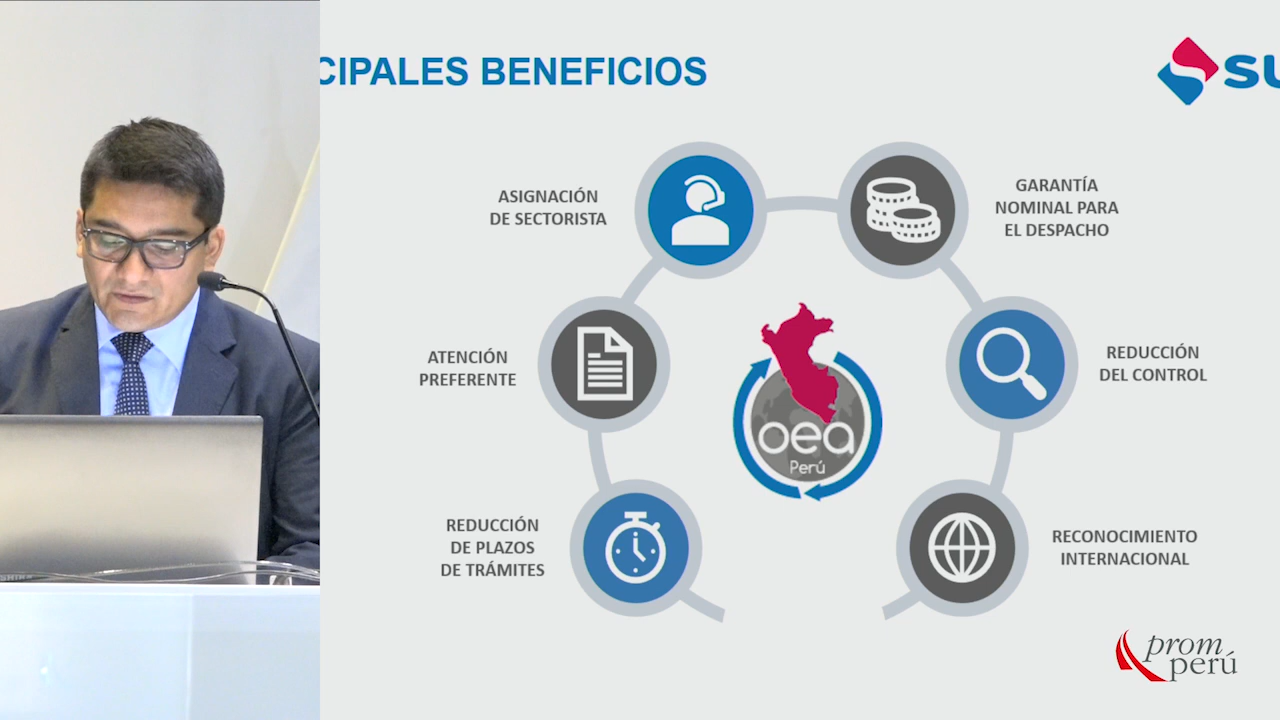 CIPALES BENEFICIOS
SU
ASIGNACIÓN
DE SECTORISTA
GARANTÍA
NOMINAL PARA
EL DESPACHO
ATENCIÓN
PREFERENTE
REDUCCIÓN
DEL CONTROL
oea
Perú
REDUCCIÓN
DE PLAZOS
DE TRÁMITES
RECONOCIMIENTO
INTERNACIONAL
prom
perú